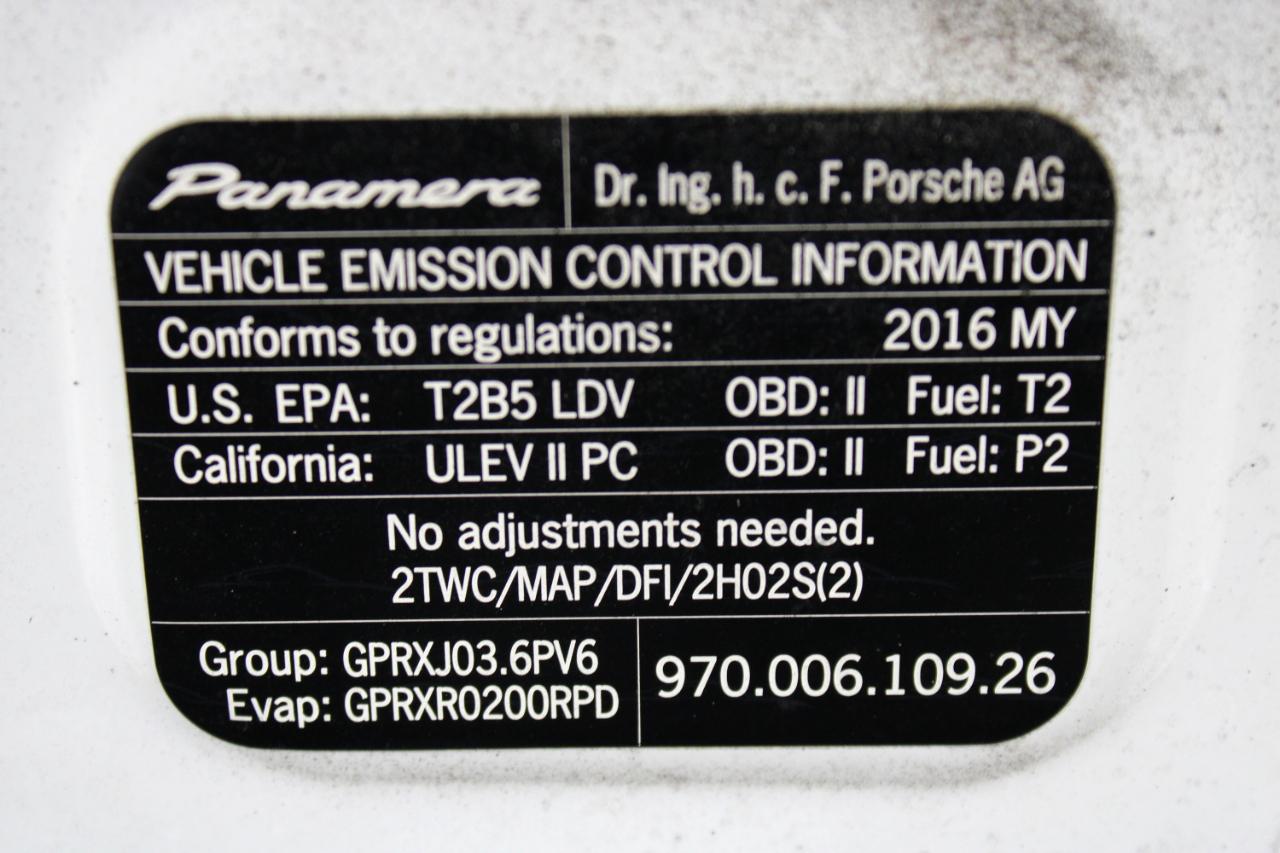 Panamera Dr. Ing. h. c. F. Porsche AG
VEHICLE EMISSION CONTROL INFORMATION
Conforms to regulations: 2016 MY
U.S. EPA: T2B5 LDV OBD: II Fuel: T2
California: ULEV II PC OBD: II Fuel: P2
No adjustments needed.
2TWC/MAP/DFI/2HO2S(2)
Group: GPRXJ03.6PV6
Evap: GPRXR0200RPD
970.006.109.26